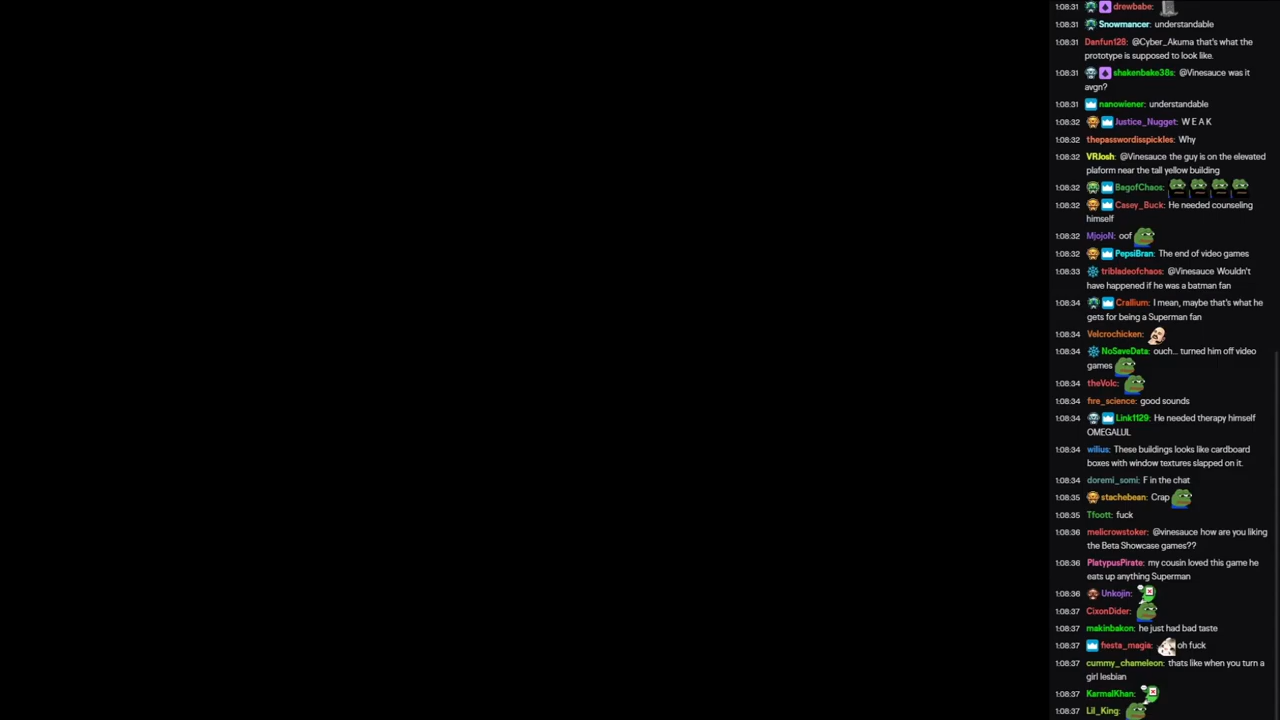 1:08:31 drewbabe:
1:08:31 Snowmancer: understandable
1:08:31 Danfun128: @Cyber_Akuma that's what the
prototype is supposed to look like.
1:08:31 shakenbake38s: @Vinesauce was it
avgn?
1:08:31 nanowiener: understandable
1:08:32 Justice_Nugget: W E A K
1:08:32 thepasswordisspickles: Why
1:08:32 VRJosh: @Vinesauce the guy is on the elevated
plaform near the tall yellow building
1:08:32 BagofChaos:
1:08:32 Casey_Buck: He needed counseling
himself
1:08:32 MjojoN: oof
1:08:32 PepsiBran: The end of video games
1:08:33 tribladeofchaos: @Vinesauce Wouldn't
have happened if he was a batman fan
1:08:34 Crallium: I mean, maybe that's what he
gets for being a Superman fan
1:08:34 Velcrochicken:
1:08:34 NoSaveData: ouch... turned him off video
games
1:08:34 theVolc:
1:08:34 fire_science: good sounds
1:08:34 Link1129: He needed therapy himself
OMEGALUL
1:08:34 wilius: These buildings looks like cardboard
boxes with window textures slapped on it.
1:08:34 doremi_somi: F in the chat
1:08:35 stachebean: Crap
1:08:35 Tfoott: fuck
1:08:36 melicrowstoker: @vinesauce how are you liking
the Beta Showcase games??
1:08:36 PlatypusPirate: my cousin loved this game he
eats up anything Superman
1:08:36 Unkojin:
1:08:37 CixonDider:
1:08:37 makinbakon: he just had bad taste
1:08:37 fiesta_magia: oh fuck
1:08:37 cummy_chameleon: thats like when you turn a
girl lesbian
1:08:37 KarmalKhan:
1:08:37 Lil_King: